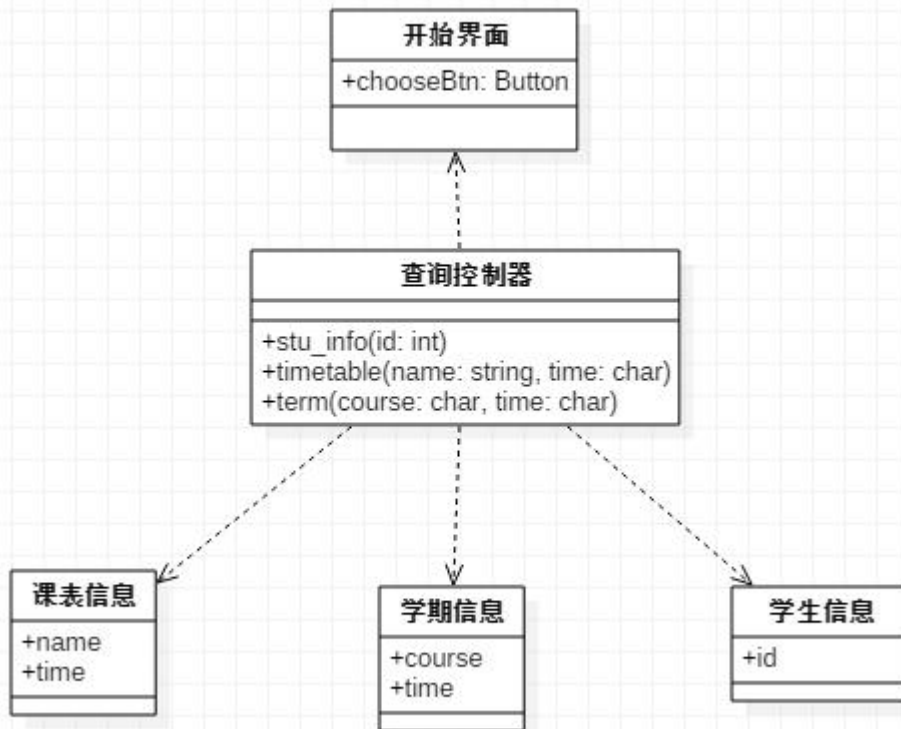 开始界面
+chooseBtn: Button
查询控制器
+stu_info(id: int)
+timetable(name: string, time: char)
+term(course: char, time: char)
课表信息
+name
+time
学期信息
+course
+time
学生信息
+id